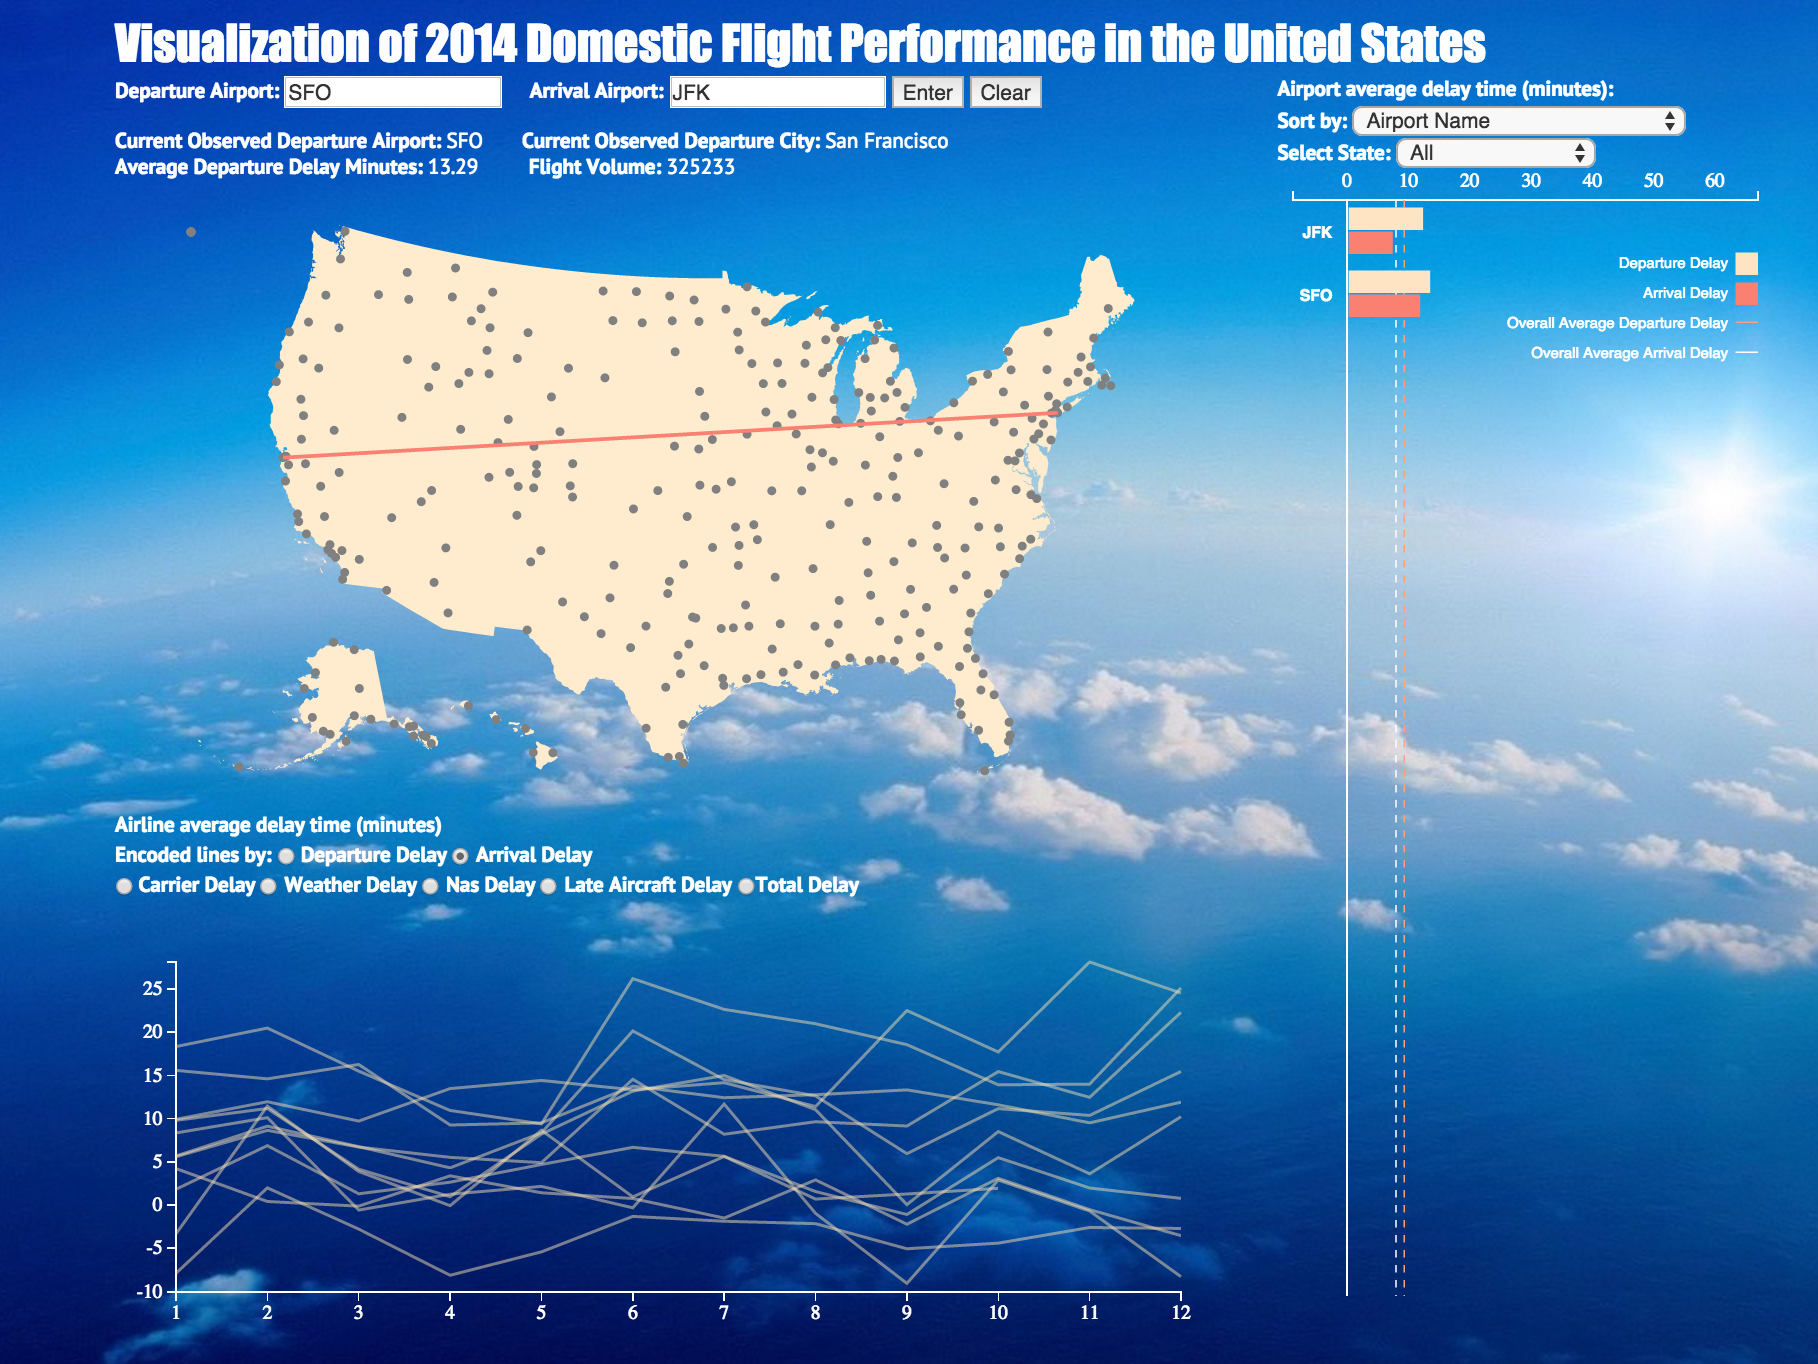 Visualization of 2014 Domestic Flight Performance in the United States
Departure Airport: SFO Arrival Airport: JFK Enter Clear
Current Observed Departure Airport: SFO Current Observed Departure City: San Francisco
Average Departure Delay Minutes: 13.29 Flight Volume: 325233
Airport average delay time (minutes):
Sort by: Airport Name
Select State: All
0 10 20 30 40 50 60
JFK
SFO
Departure Delay
Arrival Delay
Overall Average Departure Delay
Overall Average Arrival Delay
Airline average delay time (minutes)
Encoded lines by: Departure Delay Arrival Delay
Carrier Delay Weather Delay Nas Delay Late Aircraft Delay Total Delay
25
20
15
10
5
0
-5
-10
1 2 3 4 5 6 7 8 9 10 11 12